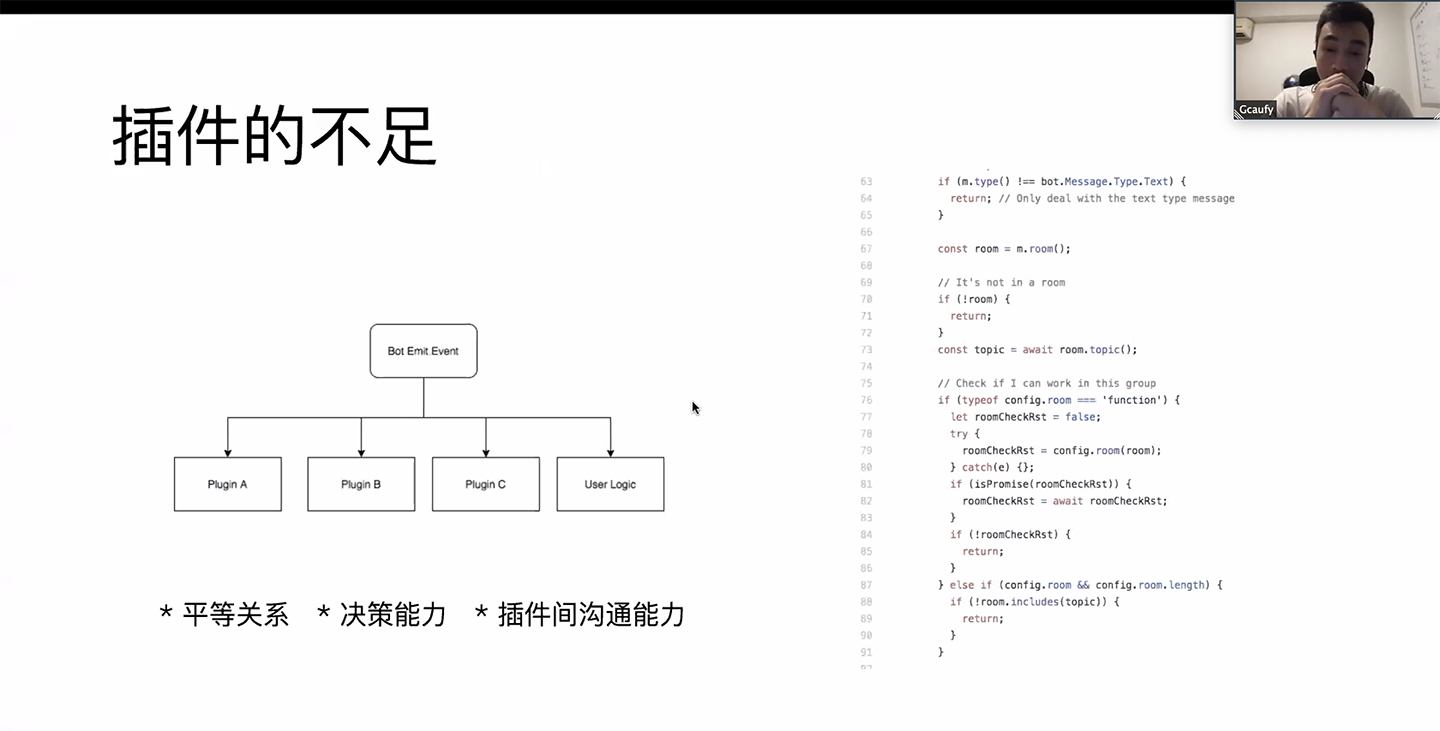 插件的不足
Gcaufy
Bot Emit Event
Plugin A
Plugin B
Plugin C
User Logic
* 平等关系 * 决策能力 * 插件间沟通能力
63 if (m.type() !== bot.Message.Type.Text) {
64 return; // Only deal with the text type message
65 }
66
67 const room = m.room();
68
69 // It's not in a room
70 if (!room) {
71 return;
72 }
73 const topic = await room.topic();
74
75 // Check if I can work in this group
76 if (typeof config.room === 'function') {
77 let roomCheckRst = false;
78 try {
79 roomCheckRst = config.room(room);
80 } catch(e) {};
81 if (isPromise(roomCheckRst)) {
82 roomCheckRst = await roomCheckRst;
83 }
84 if (!roomCheckRst) {
85 return;
86 }
87 } else if (config.room && config.room.length) {
88 if (!room.includes(topic)) {
89 return;
90 }
91 }